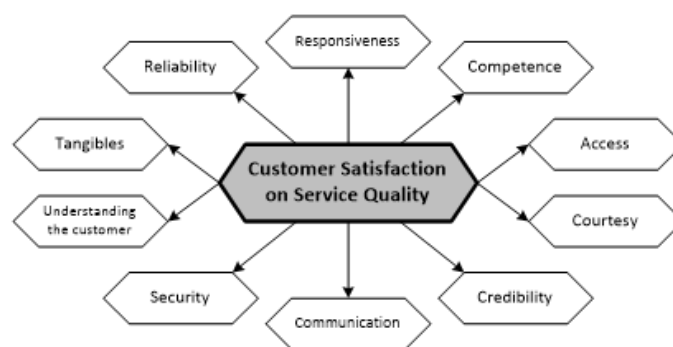 Responsiveness
Reliability
Competence
Tangibles
Customer Satisfaction
on Service Quality
Access
Understanding
the customer
Courtesy
Security
Communication
Credibility